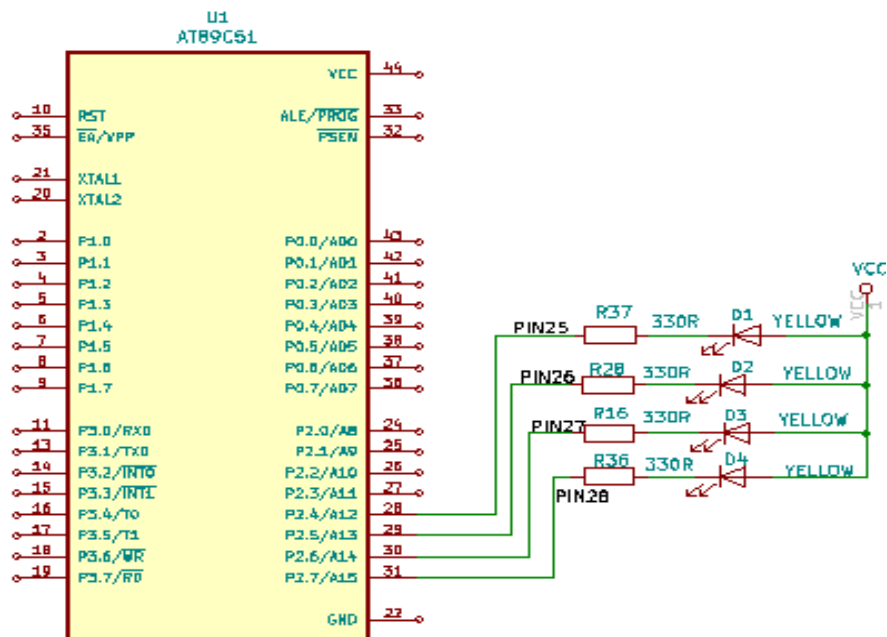 U1
AT89C51
VCC 44
10 RST
ALE/PROG 33
35 EA/VPP
PSEN 32
21 XTAL1
20 XTAL2
2 P1.0
P0.0/AD0 43
3 P1.1
P0.1/AD1 42
4 P1.2
P0.2/AD2 41
5 P1.3
P0.3/AD3 40
6 P1.4
P0.4/AD4 39
7 P1.5
P0.5/AD5 38
8 P1.6
P0.6/AD6 37
9 P1.7
P0.7/AD7 36
11 P3.0/RXD
P2.0/A8 24
13 P3.1/TXD
P2.1/A9 25
14 P3.2/INT0
P2.2/A10 26
15 P3.3/INT1
P2.3/A11 27
16 P3.4/T0
P2.4/A12 28
17 P3.5/T1
P2.5/A13 29
18 P3.6/WR
P2.6/A14 30
19 P3.7/RD
P2.7/A15 31
GND 22
VCC
VCC
1
PIN25 R37 330R D1 YELLOW
PIN26 R28 330R D2 YELLOW
PIN27 R16 330R D3 YELLOW
PIN28 R36 330R D4 YELLOW